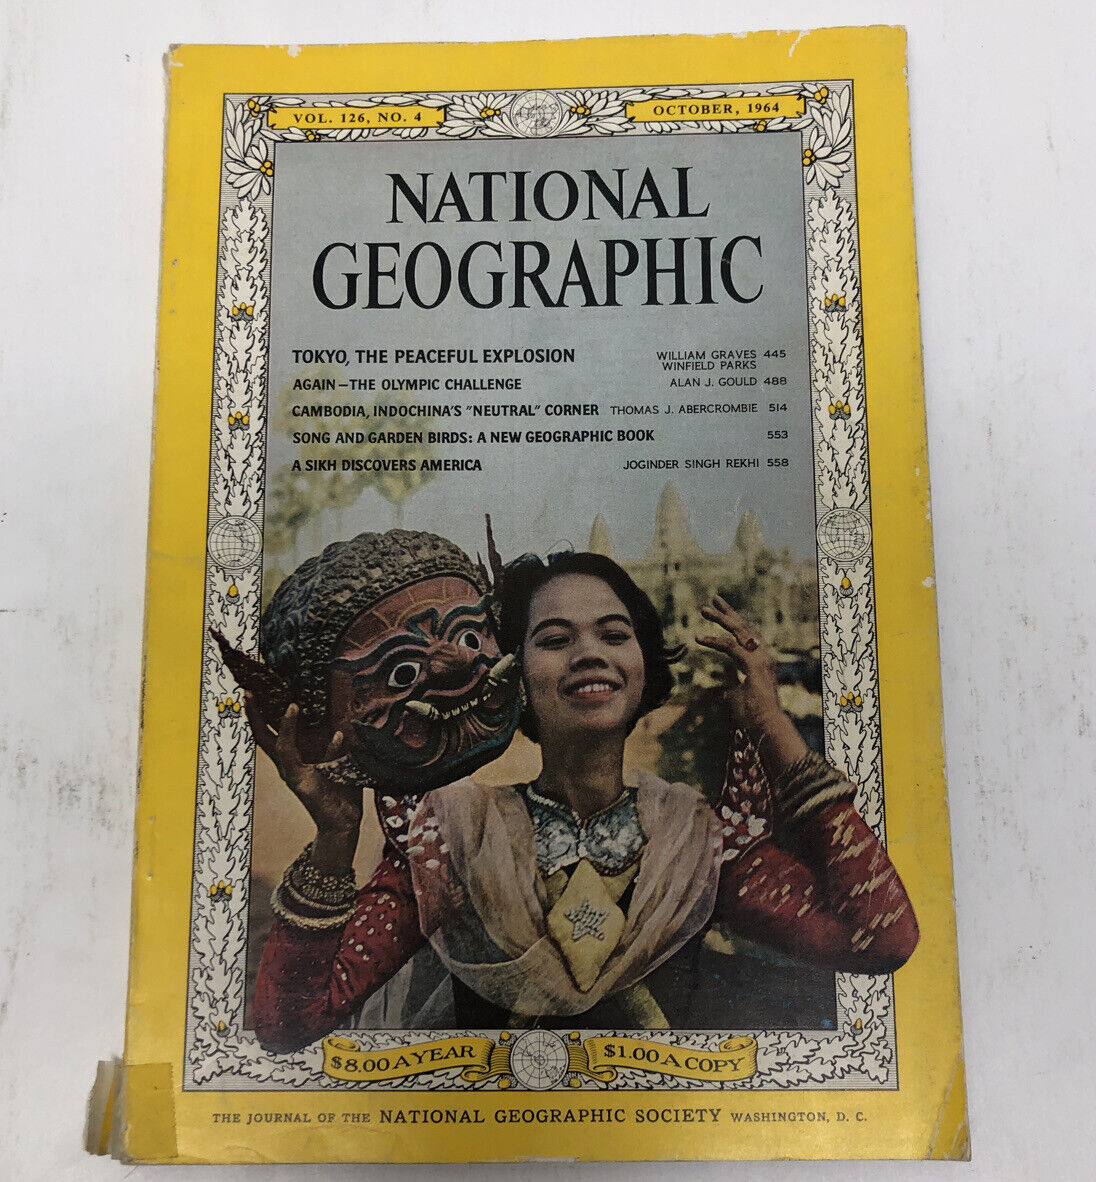 VOL. 126, NO. 4
OCTOBER, 1964
NATIONAL
GEOGRAPHIC
TOKYO, THE PEACEFUL EXPLOSION WILLIAM GRAVES 445
WINFIELD PARKS
AGAIN—THE OLYMPIC CHALLENGE ALAN J. GOULD 488
CAMBODIA, INDOCHINA'S "NEUTRAL" CORNER THOMAS J. ABERCROMBIE 514
SONG AND GARDEN BIRDS: A NEW GEOGRAPHIC BOOK 553
A SIKH DISCOVERS AMERICA JOGINDER SINGH REKHI 558
$8.00 A YEAR
$1.00 A COPY
THE JOURNAL OF THE NATIONAL GEOGRAPHIC SOCIETY WASHINGTON, D. C.